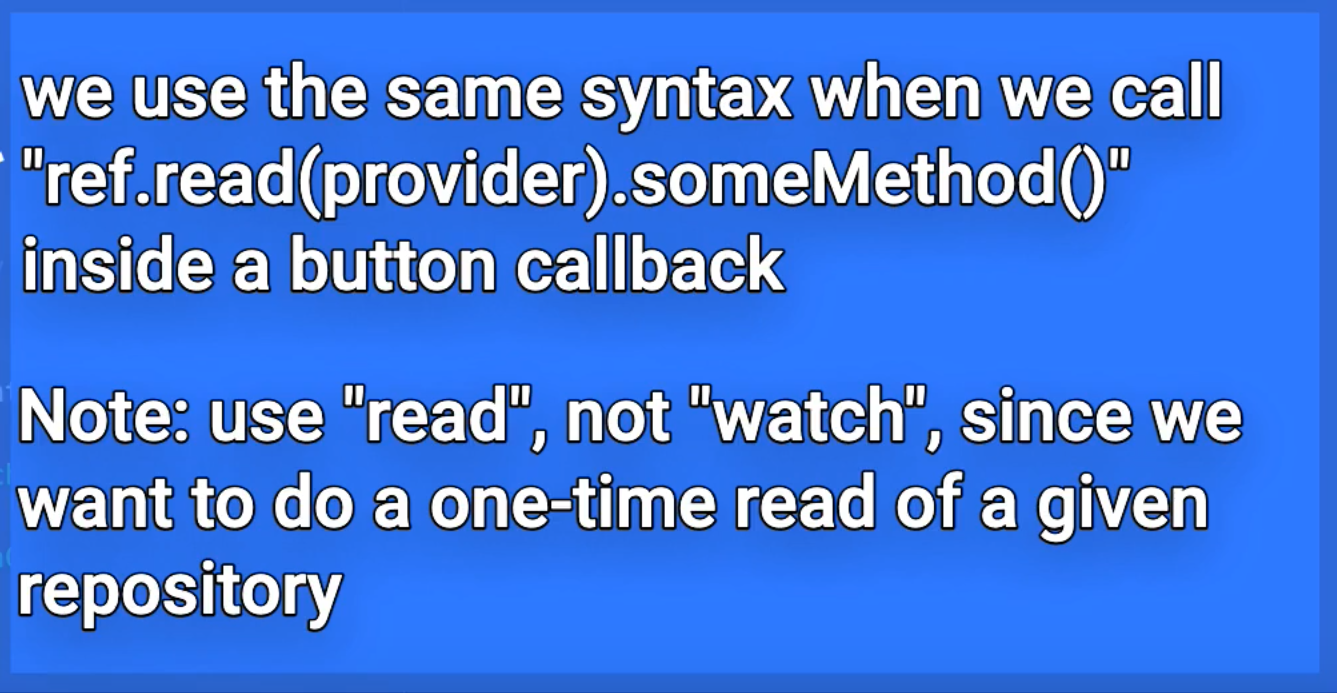 we use the same syntax when we call
"ref.read(provider).someMethod()"
inside a button callback
Note: use "read", not "watch", since we
want to do a one-time read of a given
repository